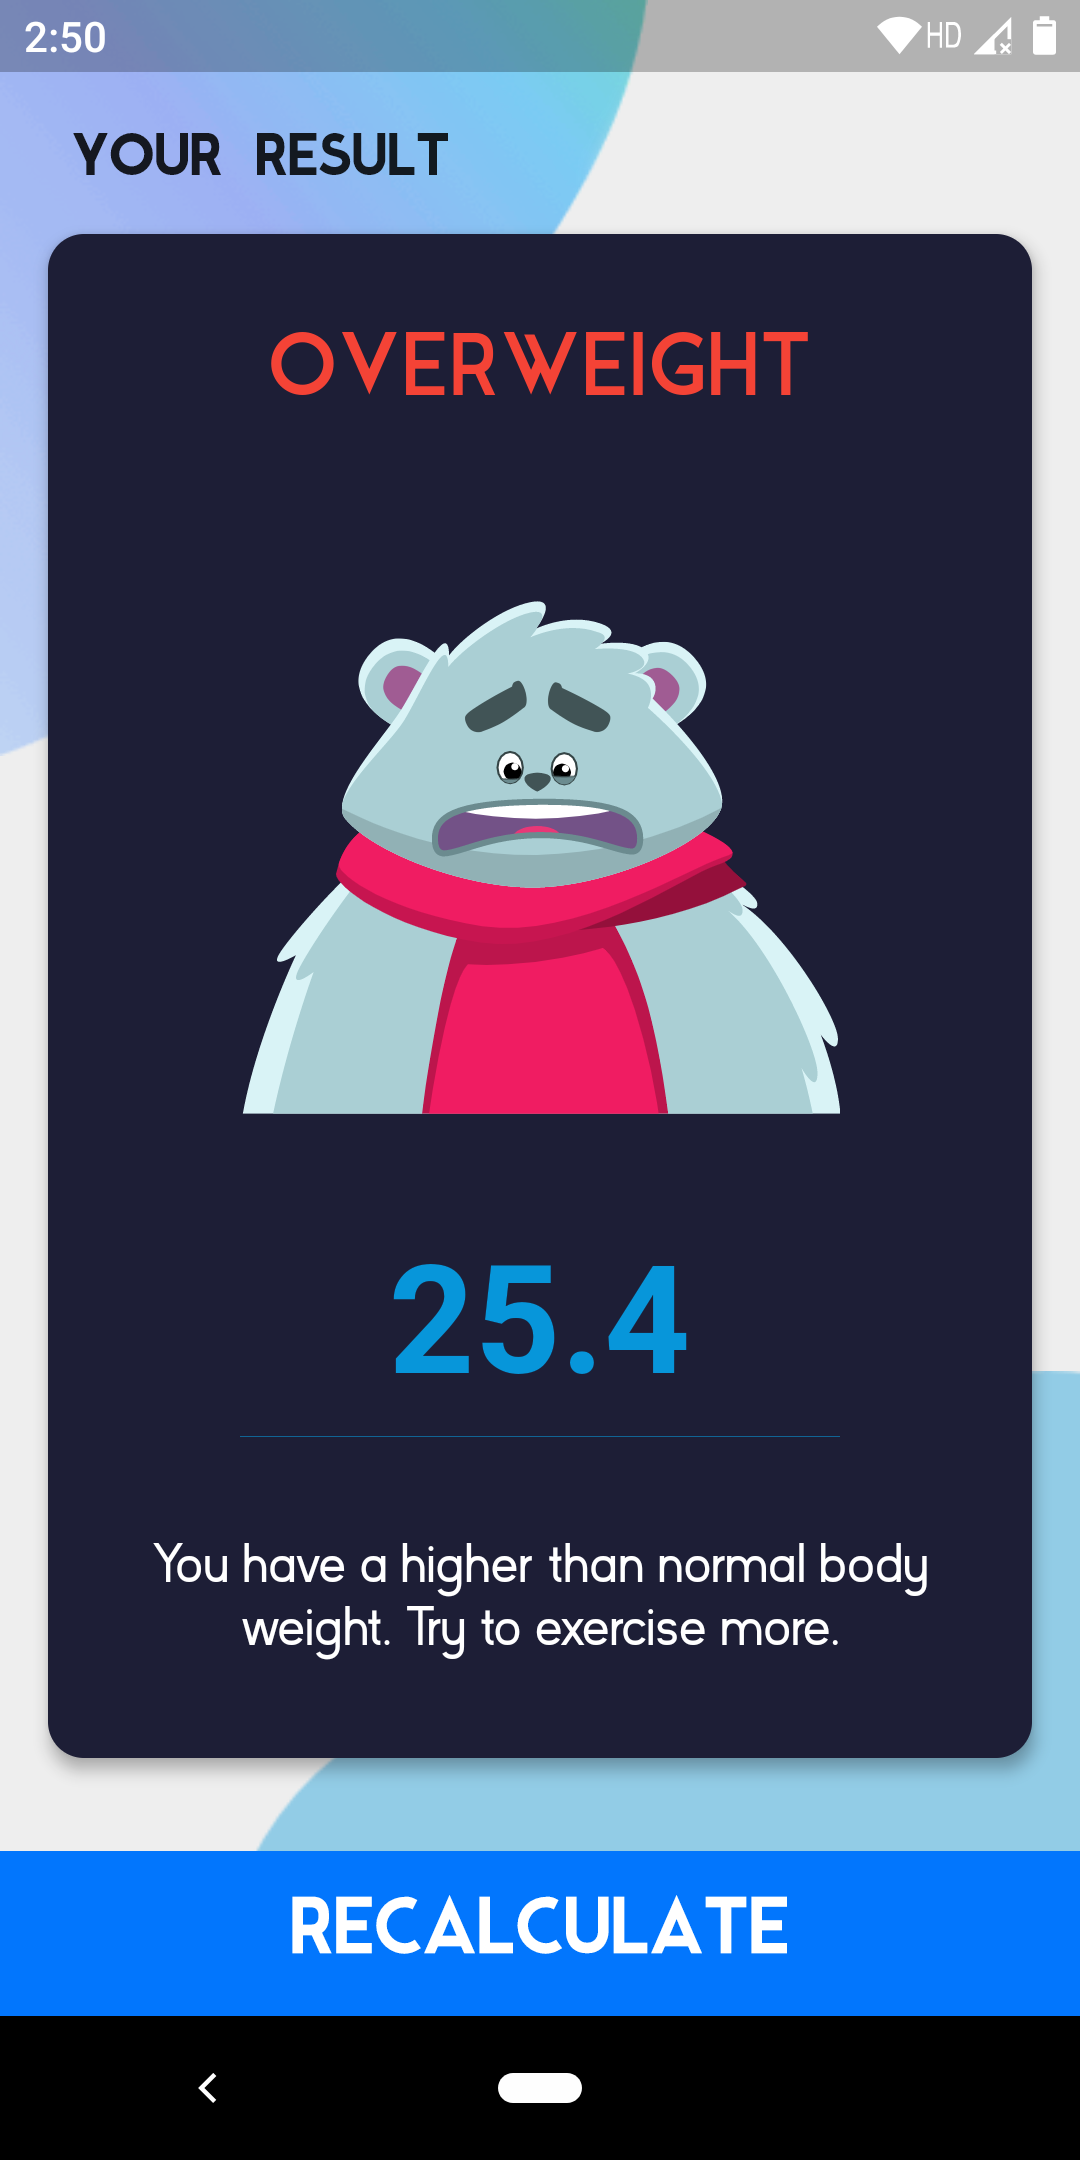 2:50
HD
YOUR RESULT
OVERWEIGHT
25.4
You have a higher than normal body
weight. Try to exercise more.
RECALCULATE